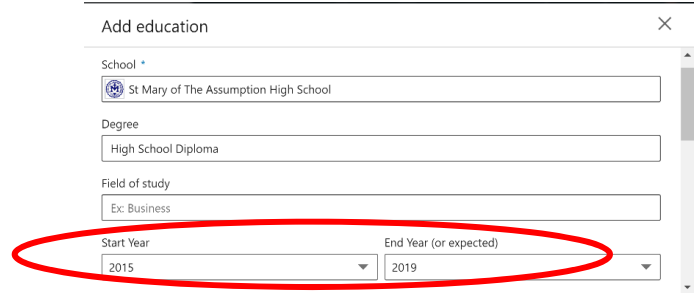 Add education
School *
St Mary of The Assumption High School
Degree
High School Diploma
Field of study
Ex: Business
Start Year End Year (or expected)
2015 2019